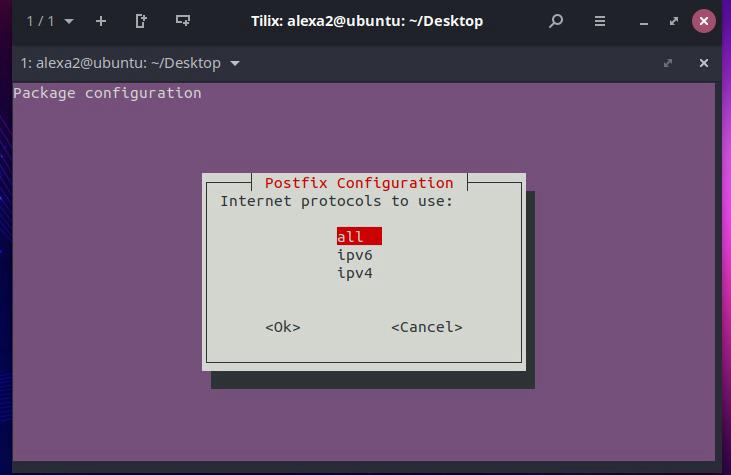 1 / 1
Tilix: alexa2@ubuntu: ~/Desktop
1: alexa2@ubuntu: ~/Desktop
Package configuration
Postfix Configuration
Internet protocols to use:
all
ipv6
ipv4
<Ok> <Cancel>